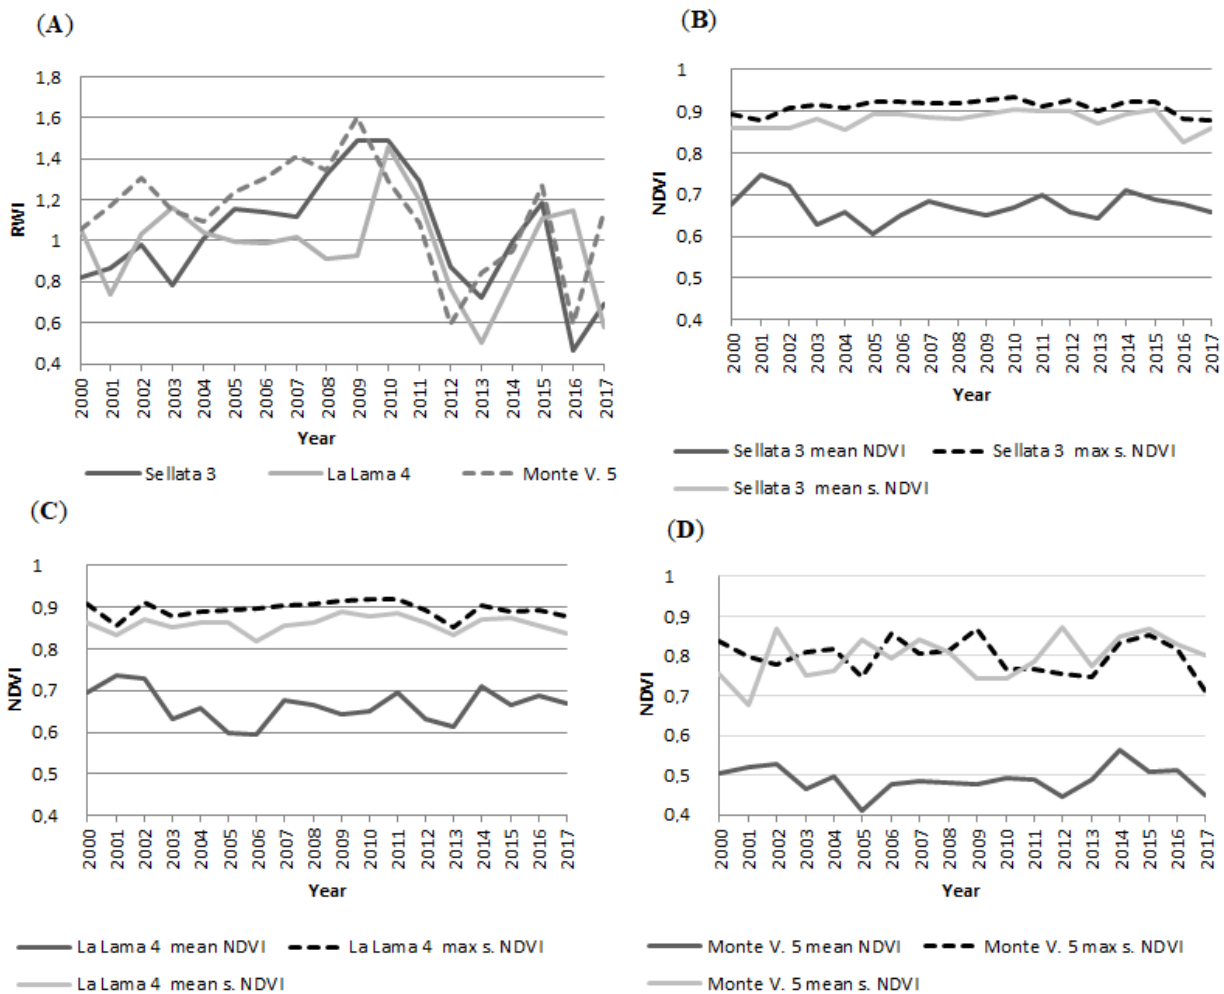 (A)
1,8
1,6
1,4
1,2
1
0,8
0,6
0,4
RWI
2000 2001 2002 2003 2004 2005 2006 2007 2008 2009 2010 2011 2012 2013 2014 2015 2016 2017
Year
Sellata 3 La Lama 4 Monte V. 5
(B)
1
0,9
0,8
0,7
0,6
0,5
0,4
NDVI
2000 2001 2002 2003 2004 2005 2006 2007 2008 2009 2010 2011 2012 2013 2014 2015 2016 2017
Year
Sellata 3 mean NDVI Sellata 3 max s. NDVI
Sellata 3 mean s. NDVI
(C)
1
0,9
0,8
0,7
0,6
0,5
0,4
NDVI
2000 2001 2002 2003 2004 2005 2006 2007 2008 2009 2010 2011 2012 2013 2014 2015 2016 2017
Year
La Lama 4 mean NDVI La Lama 4 max s. NDVI
La Lama 4 mean s. NDVI
(D)
1
0,9
0,8
0,7
0,6
0,5
0,4
NDVI
2000 2001 2002 2003 2004 2005 2006 2007 2008 2009 2010 2011 2012 2013 2014 2015 2016 2017
Year
Monte V. 5 mean NDVI Monte V. 5 max s. NDVI
Monte V. 5 mean s. NDVI